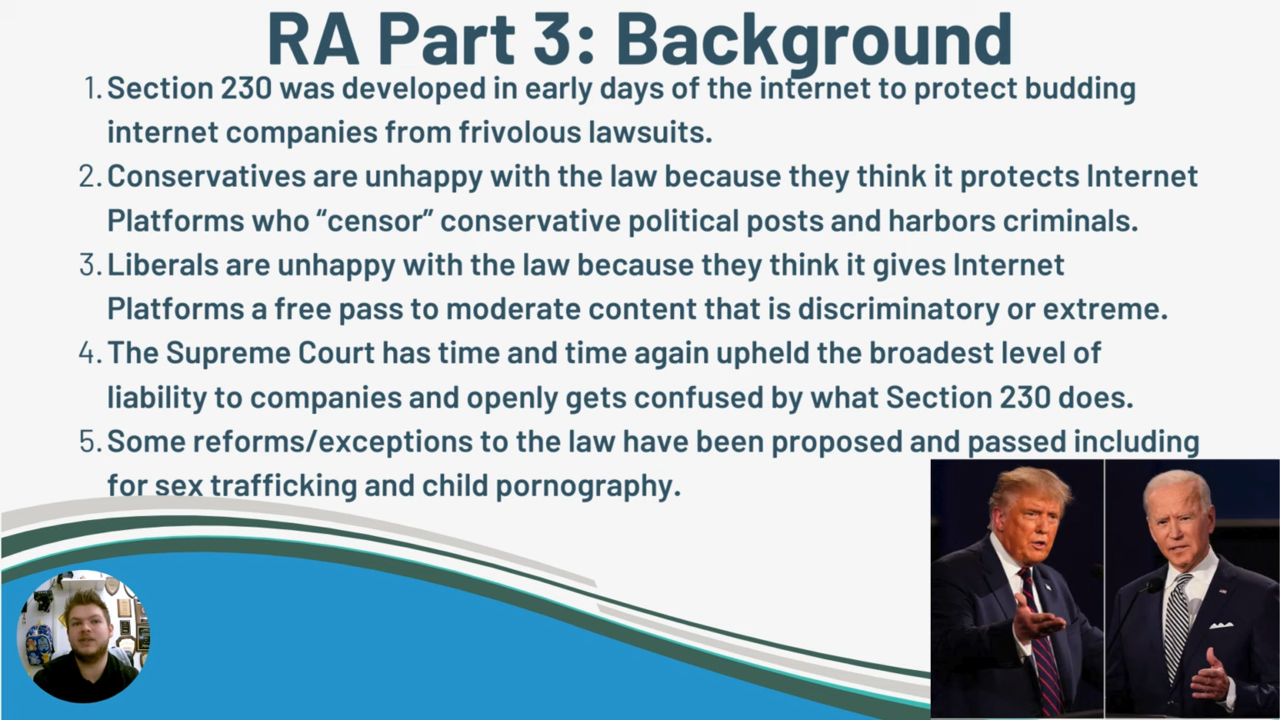 RA Part 3: Background
1. Section 230 was developed in early days of the internet to protect budding
internet companies from frivolous lawsuits.
2. Conservatives are unhappy with the law because they think it protects Internet
Platforms who “censor” conservative political posts and harbors criminals.
3. Liberals are unhappy with the law because they think it gives Internet
Platforms a free pass to moderate content that is discriminatory or extreme.
4. The Supreme Court has time and time again upheld the broadest level of
liability to companies and openly gets confused by what Section 230 does.
5. Some reforms/exceptions to the law have been proposed and passed including
for sex trafficking and child pornography.